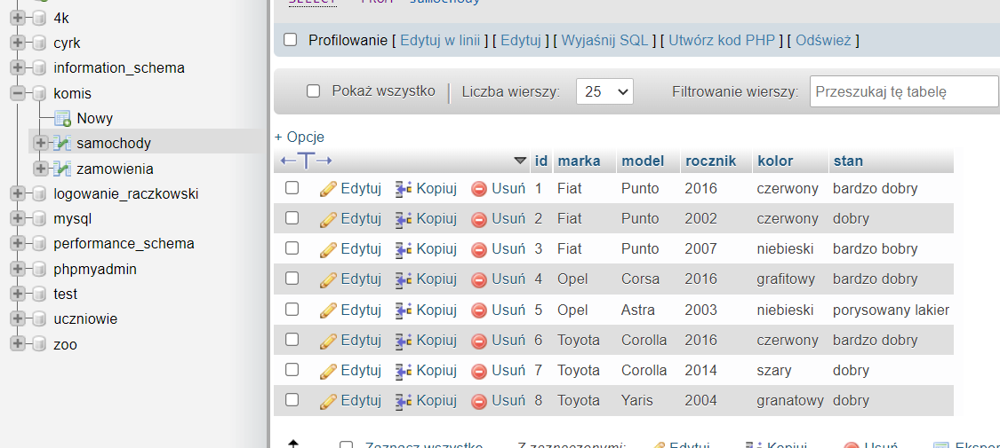 SELECT * FROM `samochody`
4k
cyrk
information_schema
komis
Nowy
samochody
zamowienia
logowanie_raczkowski
mysql
performance_schema
phpmyadmin
test
uczniowie
zoo
Profilowanie [ Edytuj w linii ] [ Edytuj ] [ Wyjaśnij SQL ] [ Utwórz kod PHP ] [ Odśwież ]
Pokaż wszystko Liczba wierszy: 25 Filtrowanie wierszy: Przeszukaj tę tabelę
+ Opcje
id marka model rocznik kolor stan
Edytuj Kopiuj Usuń 1 Fiat Punto 2016 czerwony bardzo dobry
Edytuj Kopiuj Usuń 2 Fiat Punto 2002 czerwony dobry
Edytuj Kopiuj Usuń 3 Fiat Punto 2007 niebieski bardzo bobry
Edytuj Kopiuj Usuń 4 Opel Corsa 2016 grafitowy bardzo dobry
Edytuj Kopiuj Usuń 5 Opel Astra 2003 niebieski porysowany lakier
Edytuj Kopiuj Usuń 6 Toyota Corolla 2016 czerwony bardzo dobry
Edytuj Kopiuj Usuń 7 Toyota Corolla 2014 szary dobry
Edytuj Kopiuj Usuń 8 Toyota Yaris 2004 granatowy dobry
Zaznacz wszystko Z zaznaczonymi: Edytuj Kopiuj Usuń Ekspor